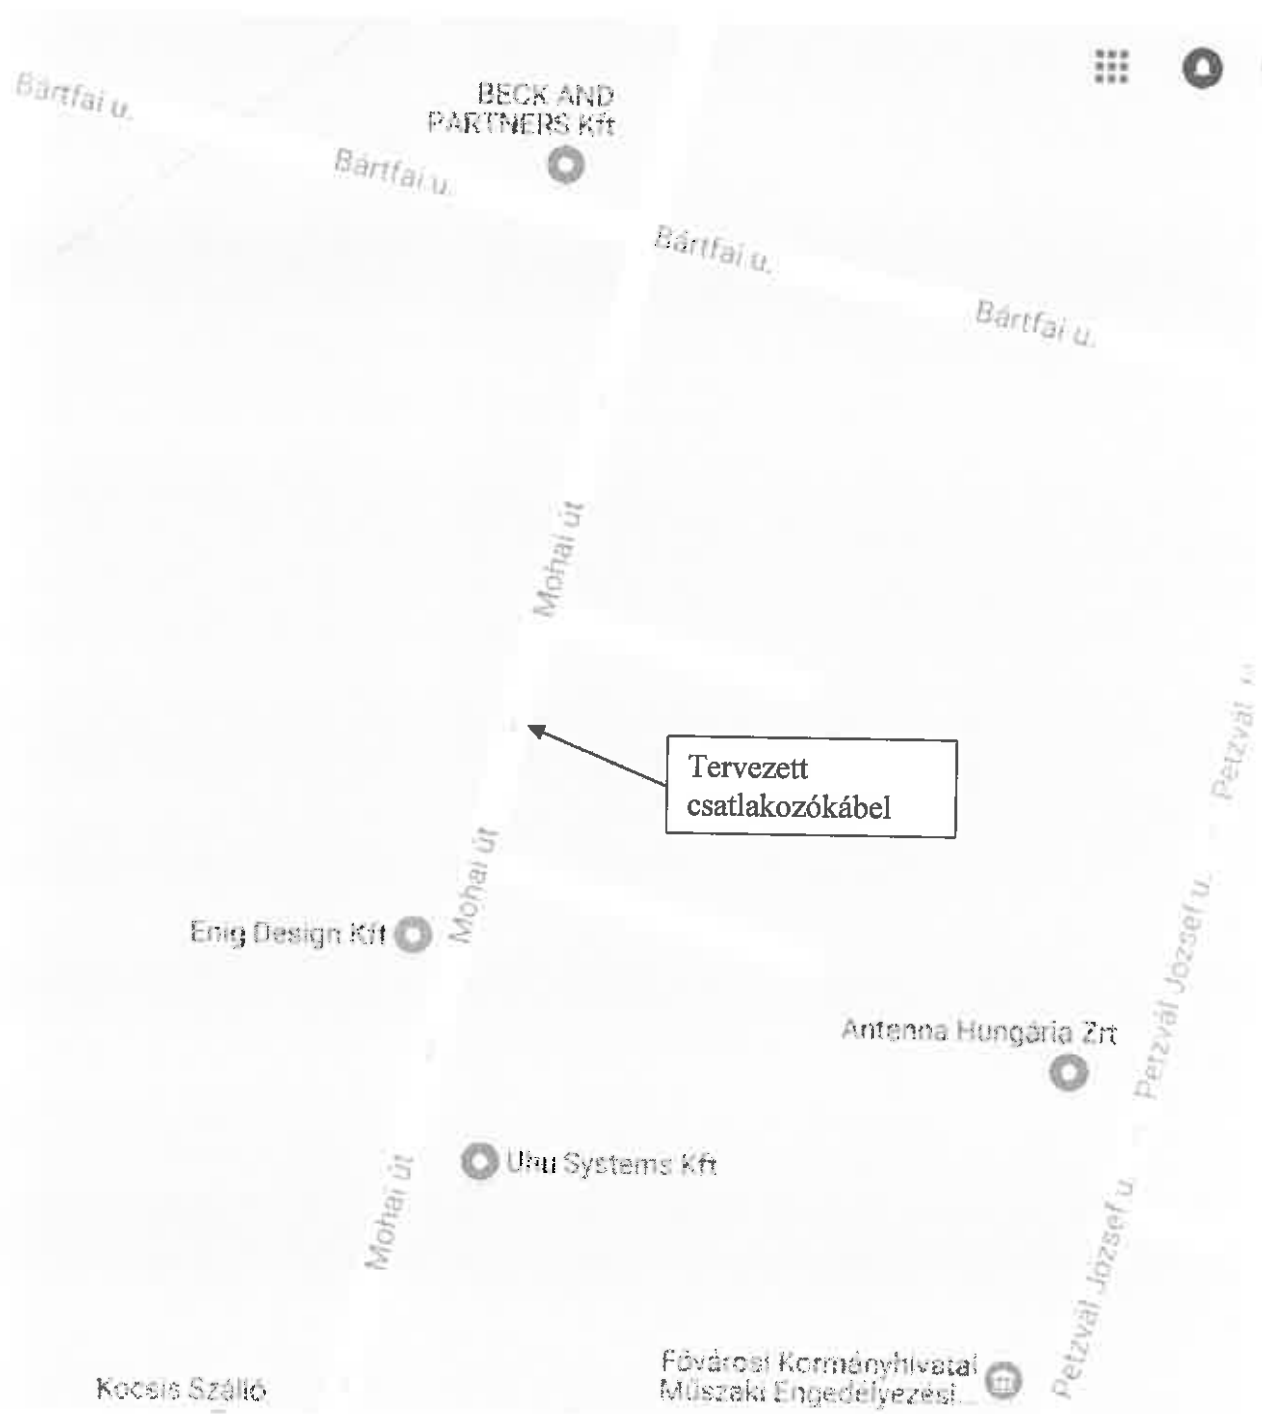 Bártfai u.
BECK AND
PARTNERS Kft
Bártfai u.
Bártfai u.
Bártfai u.
Mohai út
Petzvál
Tervezett
csatlakozókábel
Mohai út
Enig Design Kft
Petzvál József u.
Antenna Hungária Zrt
Uhu Systems Kft
Mohai út
Petzvál József u.
Fővárosi Kormányhivatal
Műszaki Engedélyezési...
Kocsis Szálló